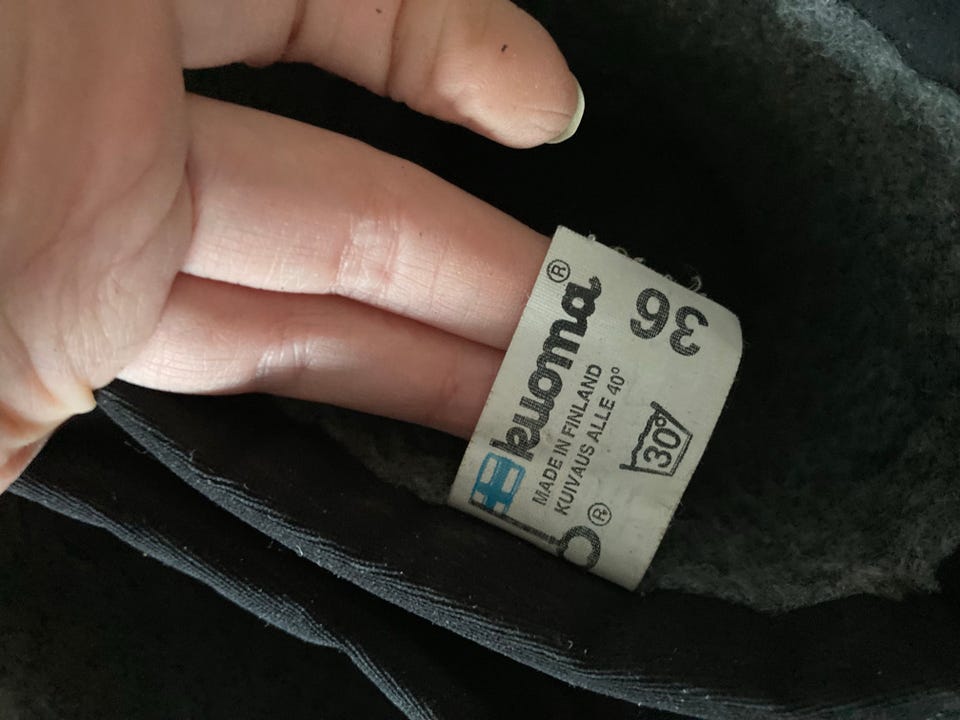 kuoma®
MADE IN FINLAND
KUIVAUS ALLE 40°
30°
36
®